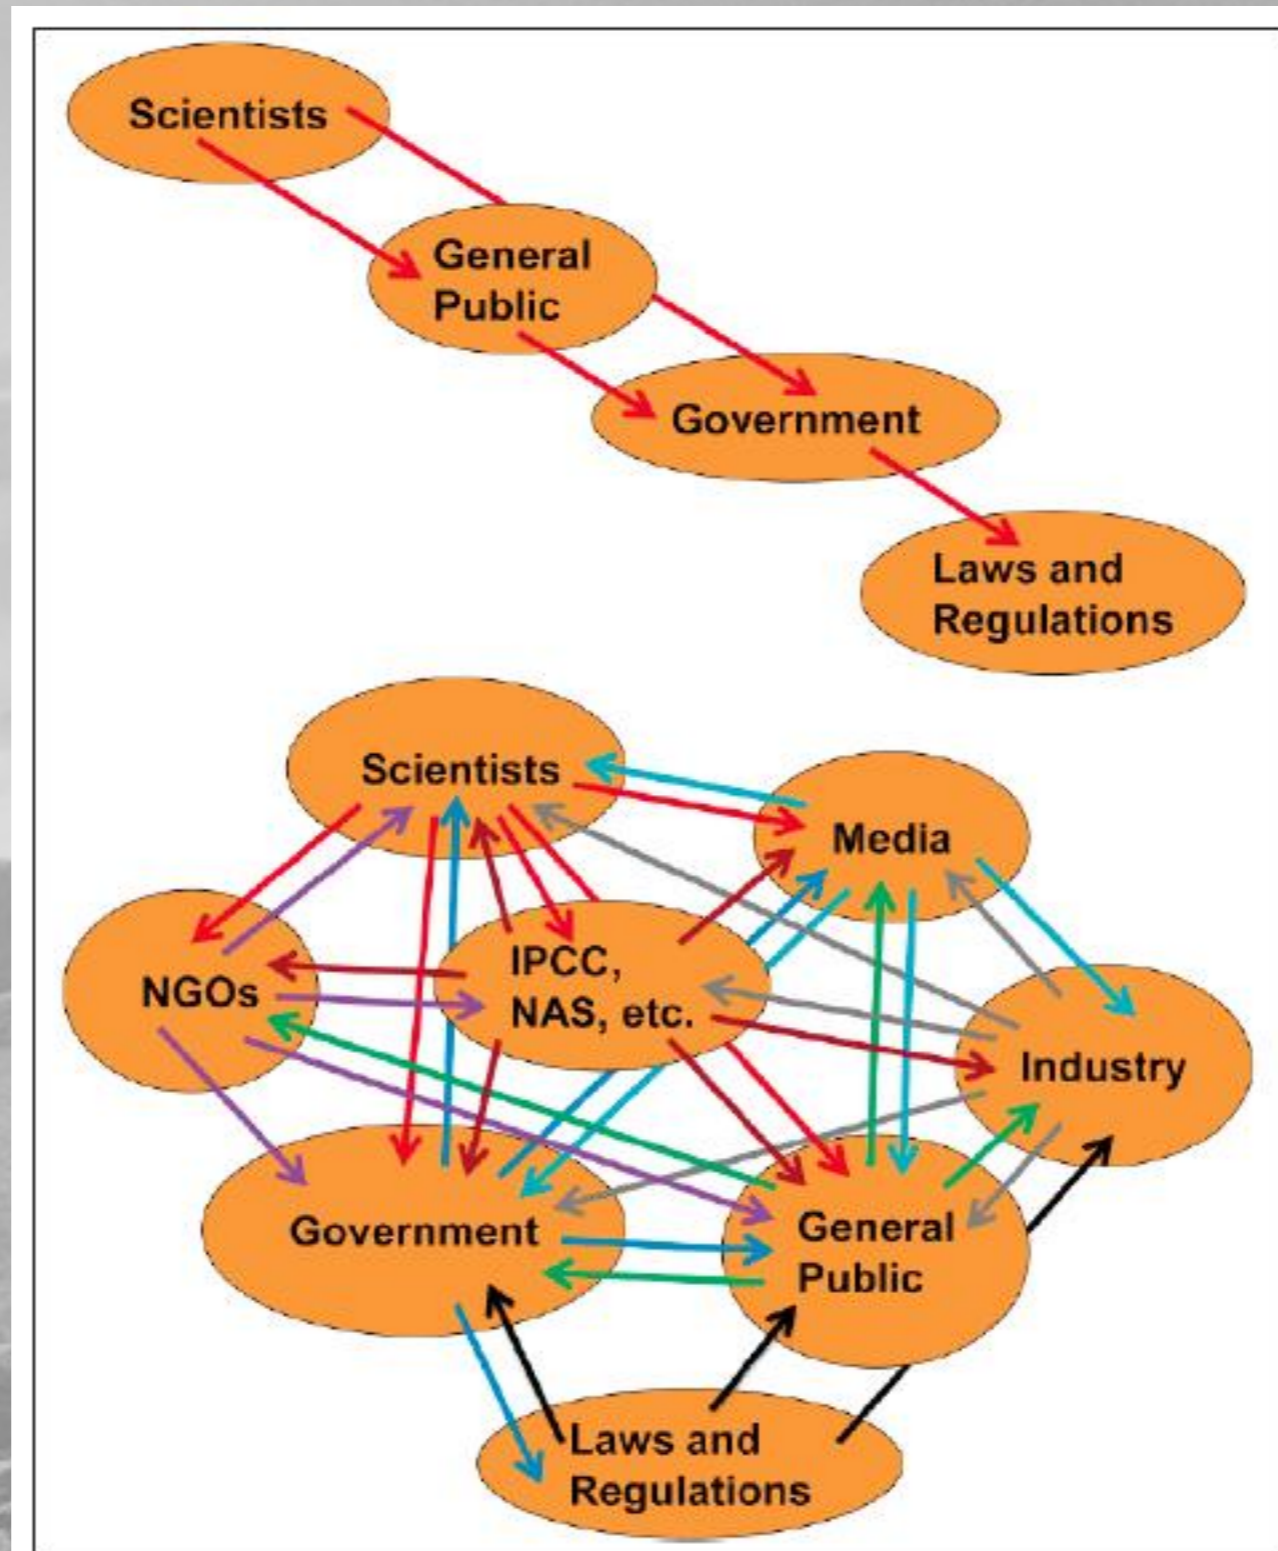 Scientists
General
Public
Government
Laws and
Regulations
Scientists
Media
IPCC,
NAS, etc.
NGOs
Industry
Government
General
Public
Laws and
Regulations